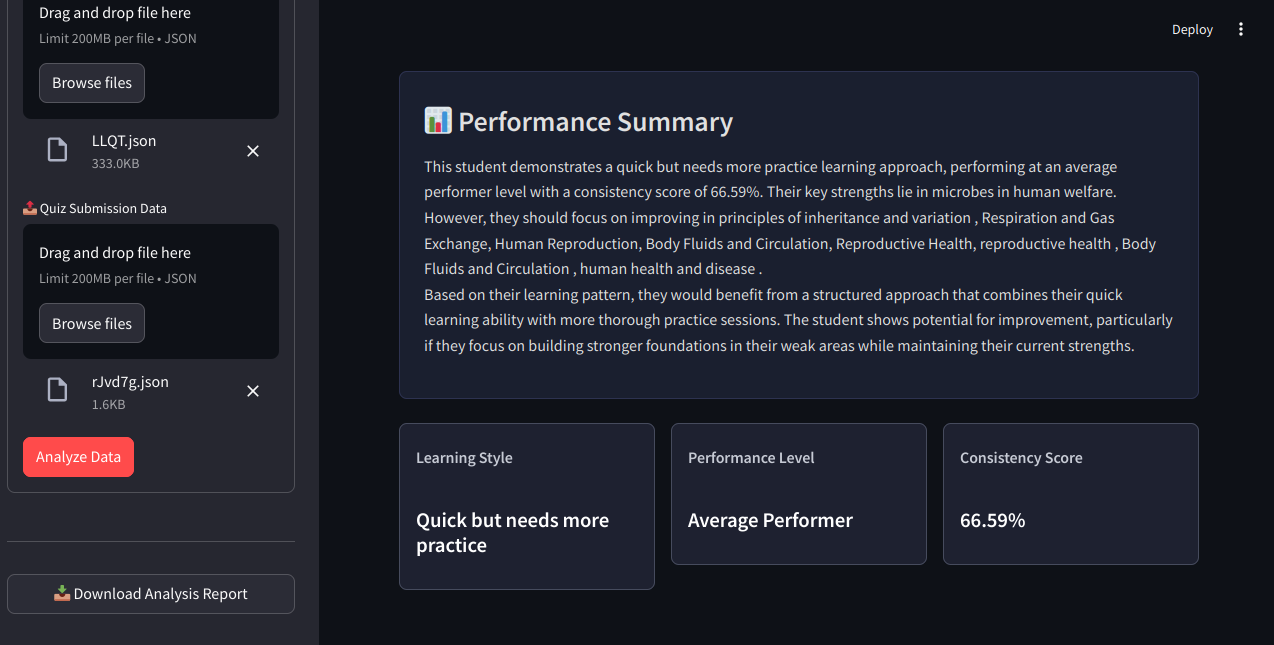 Drag and drop file here
Limit 200MB per file • JSON
Browse files
LLQT.json
333.0KB
Quiz Submission Data
Drag and drop file here
Limit 200MB per file • JSON
Browse files
rJvd7g.json
1.6KB
Analyze Data
Download Analysis Report
Deploy
Performance Summary
This student demonstrates a quick but needs more practice learning approach, performing at an average
performer level with a consistency score of 66.59%. Their key strengths lie in microbes in human welfare.
However, they should focus on improving in principles of inheritance and variation , Respiration and Gas
Exchange, Human Reproduction, Body Fluids and Circulation, Reproductive Health, reproductive health , Body
Fluids and Circulation , human health and disease .
Based on their learning pattern, they would benefit from a structured approach that combines their quick
learning ability with more thorough practice sessions. The student shows potential for improvement, particularly
if they focus on building stronger foundations in their weak areas while maintaining their current strengths.
Learning Style
Quick but needs more
practice
Performance Level
Average Performer
Consistency Score
66.59%